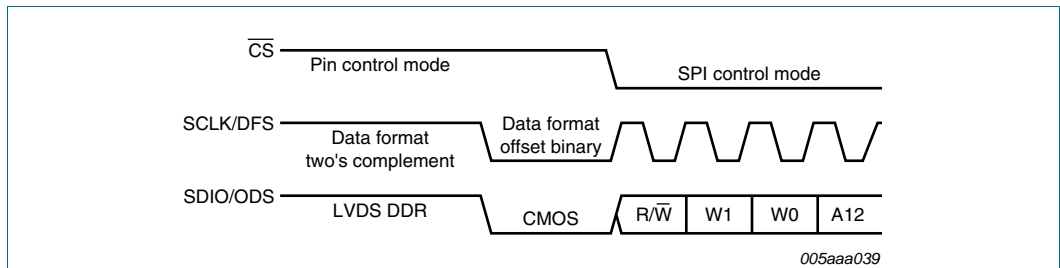 C̅S̅
Pin control mode
SPI control mode
SCLK/DFS
Data format
two's complement
Data format
offset binary
SDIO/ODS
LVDS DDR
CMOS
R/W̅
W1
W0
A12
005aaa039